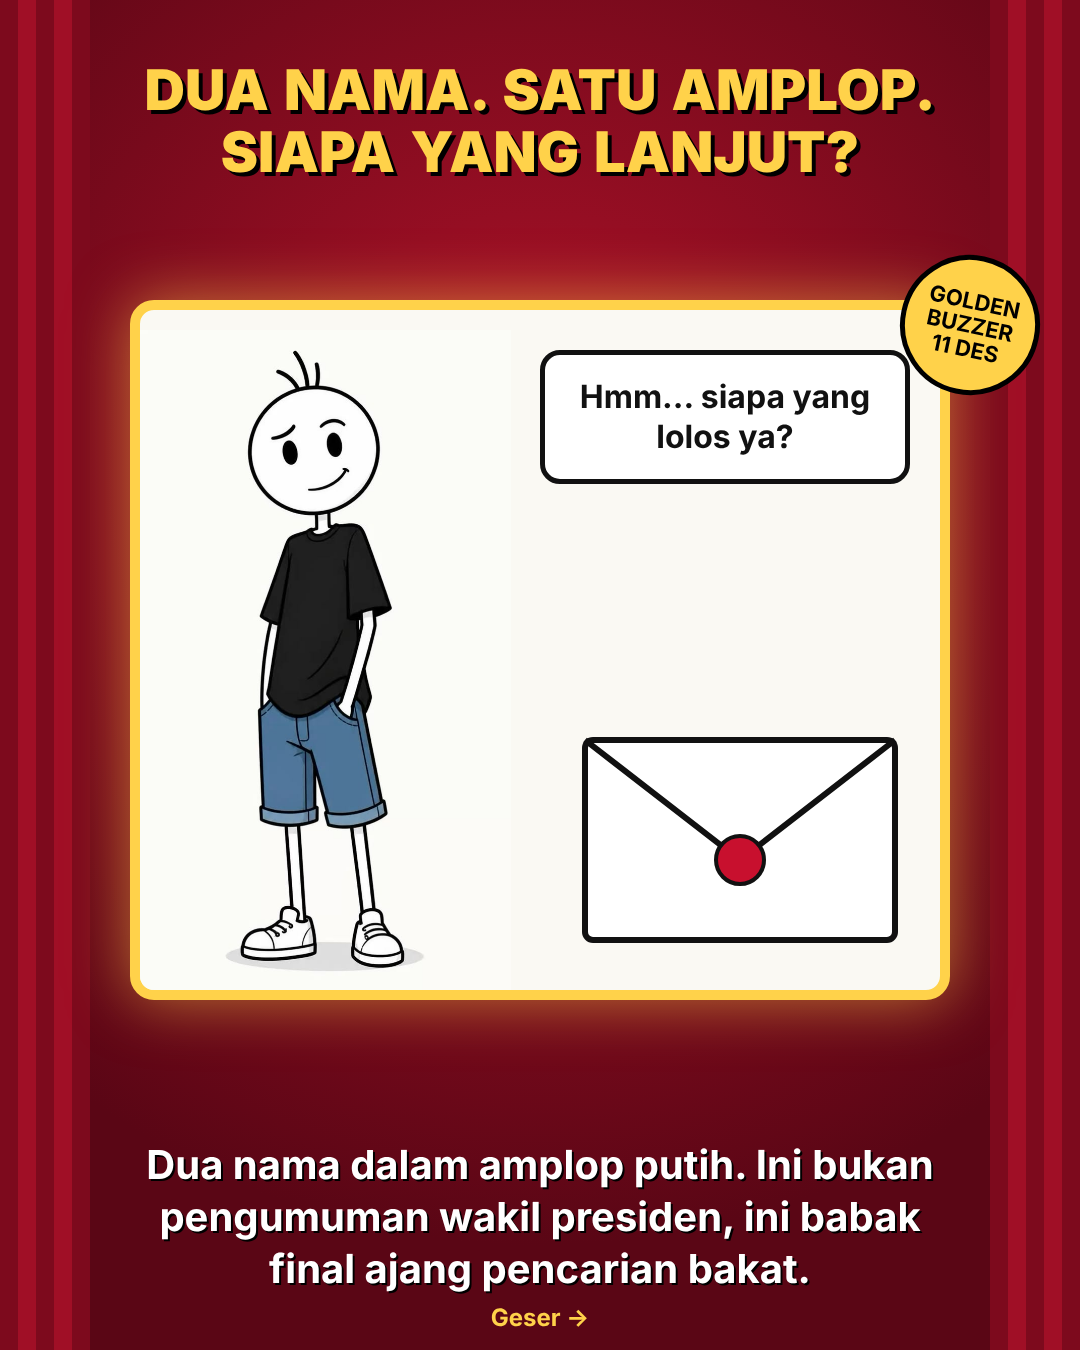 DUA NAMA. SATU AMPLOP.
SIAPA YANG LANJUT?
GOLDEN
BUZZER
11 DES
Hmm... siapa yang
lolos ya?
Dua nama dalam amplop putih. Ini bukan
pengumuman wakil presiden, ini babak
final ajang pencarian bakat.
Geser →